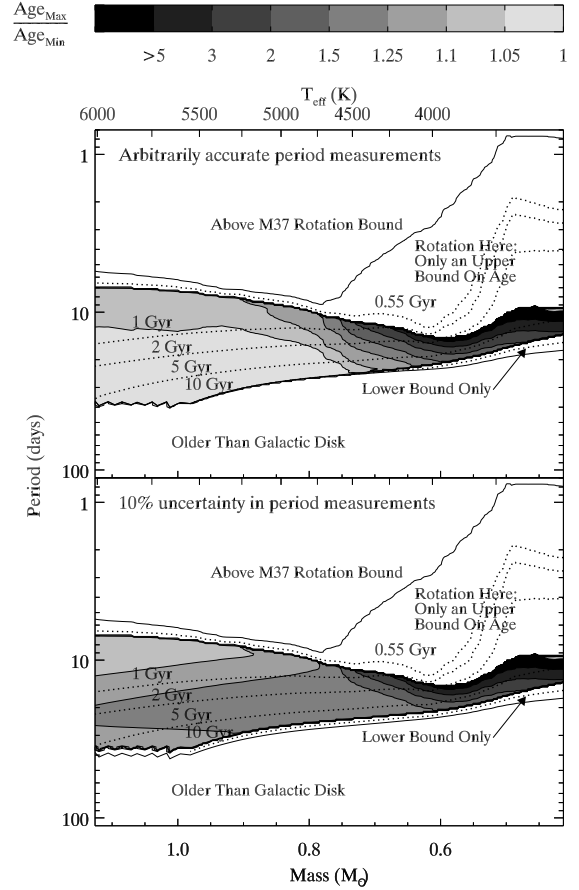 Age_Max
Age_Min
>5 3 2 1.5 1.25 1.1 1.05 1
T_eff (K)
6000 5500 5000 4500 4000
Arbitrarily accurate period measurements
1
Above M37 Rotation Bound
Rotation Here:
Only an Upper
Bound On Age
0.55 Gyr
10
1 Gyr
2 Gyr
5 Gyr
10 Gyr
Lower Bound Only
Older Than Galactic Disk
100
Period (days)
10% uncertainty in period measurements
1
Above M37 Rotation Bound
Rotation Here:
Only an Upper
Bound On Age
0.55 Gyr
10
1 Gyr
2 Gyr
5 Gyr
10 Gyr
Lower Bound Only
Older Than Galactic Disk
100
1.0 0.8 0.6
Mass (M_⊙)